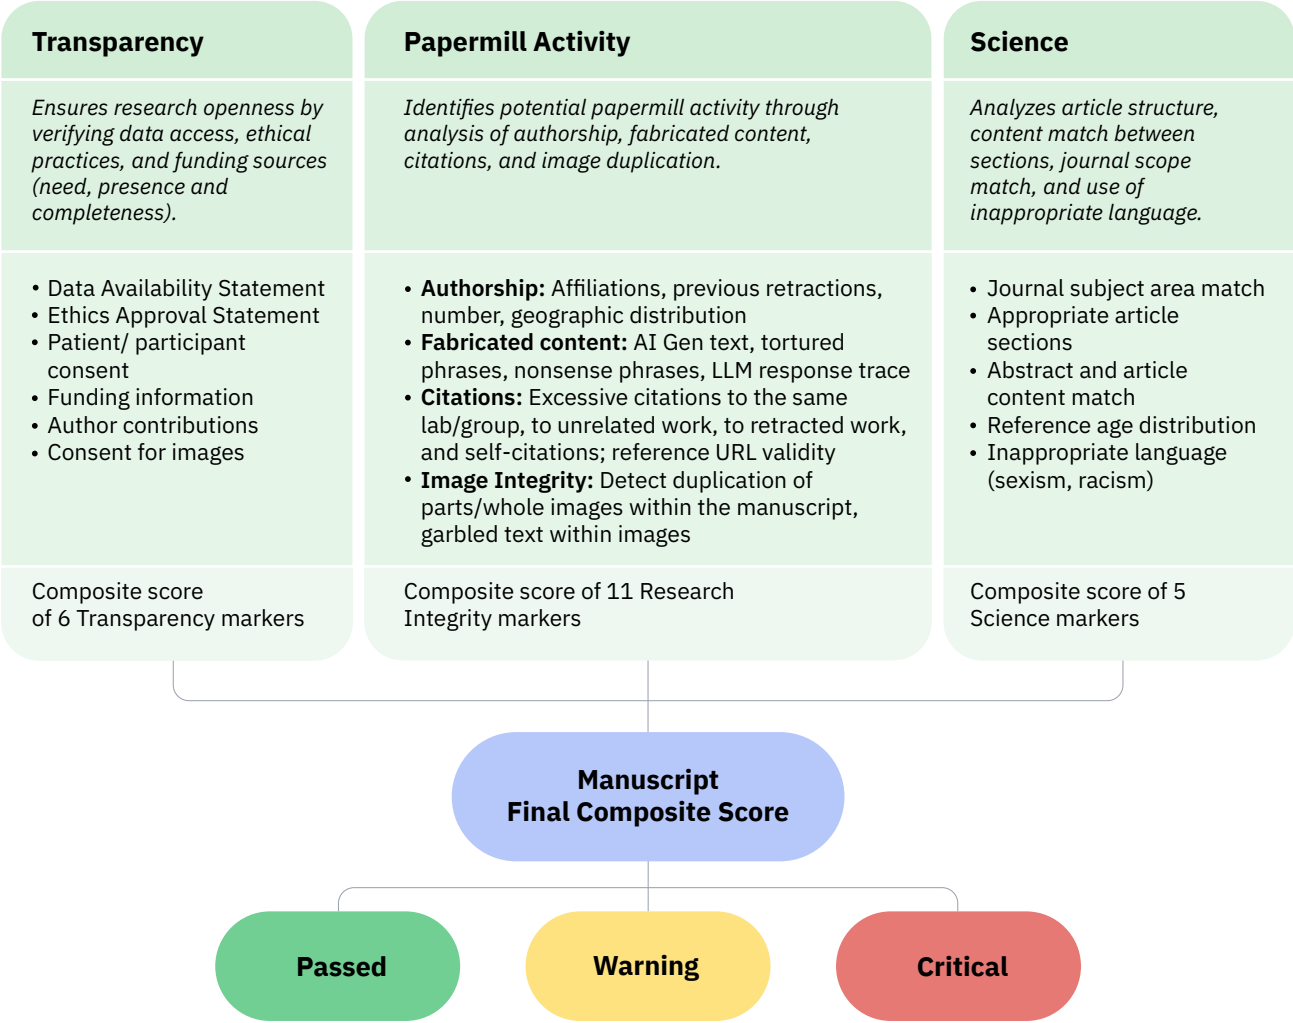 Transparency
Ensures research openness by
verifying data access, ethical
practices, and funding sources
(need, presence and
completeness).
• Data Availability Statement
• Ethics Approval Statement
• Patient/ participant
consent
• Funding information
• Author contributions
• Consent for images
Composite score
of 6 Transparency markers
Papermill Activity
Identifies potential papermill activity through
analysis of authorship, fabricated content,
citations, and image duplication.
• Authorship: Affiliations, previous retractions,
number, geographic distribution
• Fabricated content: AI Gen text, tortured
phrases, nonsense phrases, LLM response trace
• Citations: Excessive citations to the same
lab/group, to unrelated work, to retracted work,
and self-citations; reference URL validity
• Image Integrity: Detect duplication of
parts/whole images within the manuscript,
garbled text within images
Composite score of 11 Research
Integrity markers
Science
Analyzes article structure,
content match between
sections, journal scope
match, and use of
inappropriate language.
• Journal subject area match
• Appropriate article
sections
• Abstract and article
content match
• Reference age distribution
• Inappropriate language
(sexism, racism)
Composite score of 5
Science markers
Manuscript
Final Composite Score
Passed
Warning
Critical